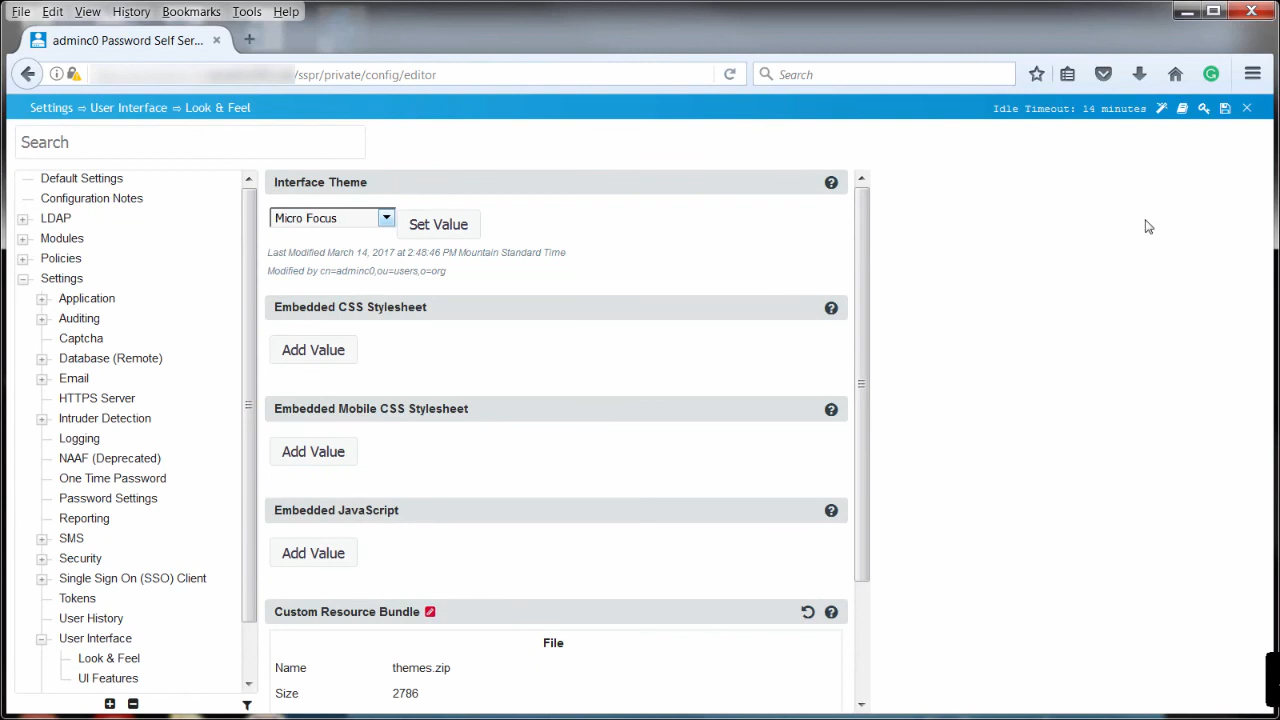 File Edit View History Bookmarks Tools Help
adminc0 Password Self Ser...
/sspr/private/config/editor
Search
Settings ⇨ User Interface ⇨ Look & Feel
Idle Timeout: 14 minutes
Search
Default Settings
Configuration Notes
LDAP
Modules
Policies
Settings
Application
Auditing
Captcha
Database (Remote)
Email
HTTPS Server
Intruder Detection
Logging
NAAF (Deprecated)
One Time Password
Password Settings
Reporting
SMS
Security
Single Sign On (SSO) Client
Tokens
User History
User Interface
Look & Feel
UI Features
Interface Theme
Micro Focus
Set Value
Last Modified March 14, 2017 at 2:48:46 PM Mountain Standard Time
Modified by cn=adminc0,ou=users,o=org
Embedded CSS Stylesheet
Add Value
Embedded Mobile CSS Stylesheet
Add Value
Embedded JavaScript
Add Value
Custom Resource Bundle
File
Name themes.zip
Size 2786